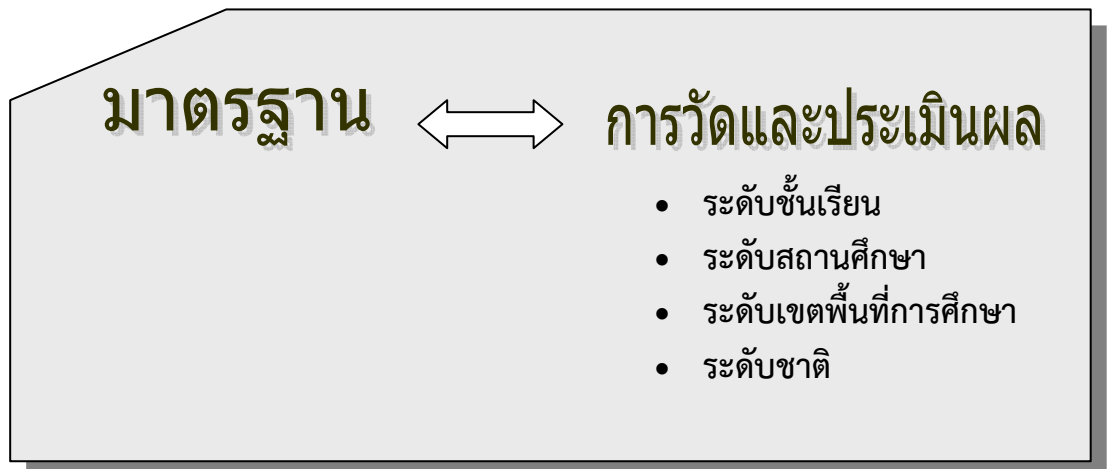 มาตรฐาน การวัดและประเมินผล
• ระดับชั้นเรียน
• ระดับสถานศึกษา
• ระดับเขตพื้นที่การศึกษา
• ระดับชาติ